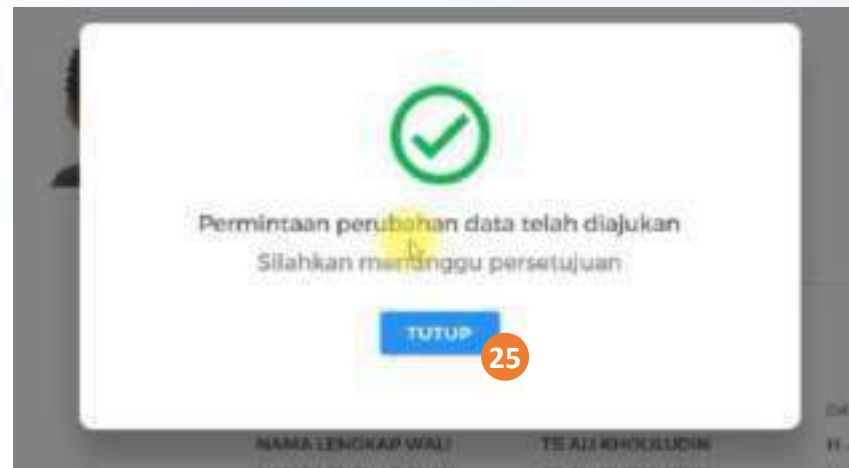 Permintaan perubahan data telah diajukan
Silahkan menunggu persetujuan
TUTUP
25
NAMA LENGKAP WALI